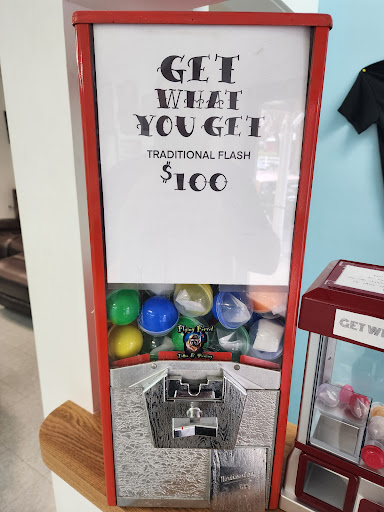 GET
WHAT
YOU GET
TRADITIONAL FLASH
$100
GET WH